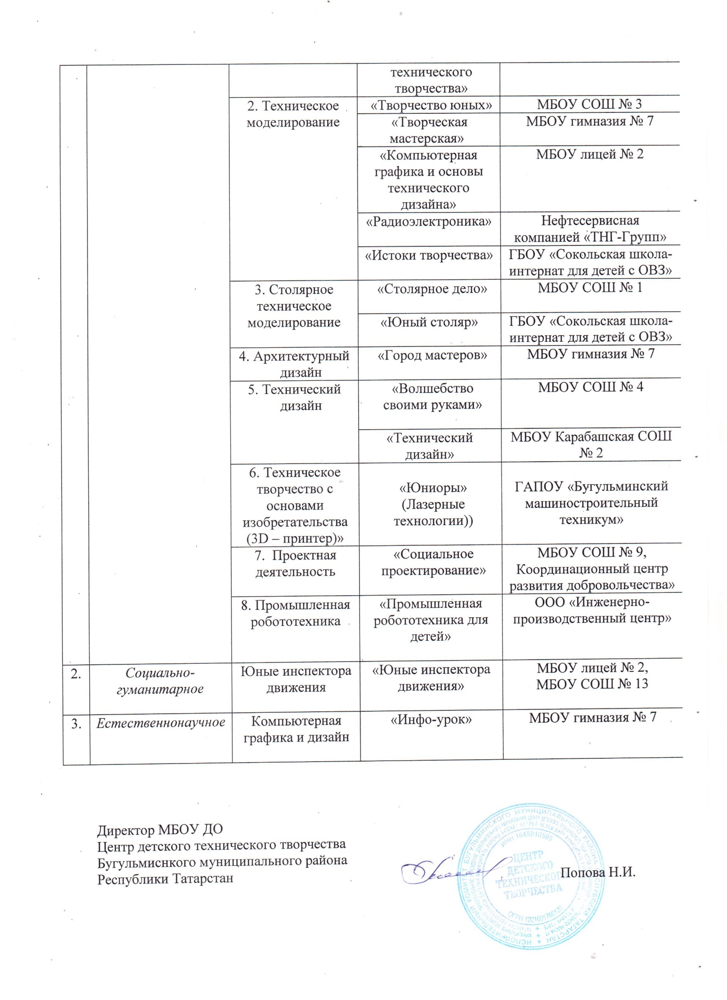 технического
творчества»
2. Техническое
моделирование
«Творчество юных»
МБОУ СОШ № 3
«Творческая
мастерская»
МБОУ гимназия № 7
«Компьютерная
графика и основы
технического
дизайна»
МБОУ лицей № 2
«Радиоэлектроника»
Нефтесервисная
компанией «ТНГ-Групп»
«Истоки творчества»
ГБОУ «Сокольская школа-
интернат для детей с ОВЗ»
3. Столярное
техническое
моделирование
«Столярное дело»
МБОУ СОШ № 1
«Юный столяр»
ГБОУ «Сокольская школа-
интернат для детей с ОВЗ»
4. Архитектурный
дизайн
«Город мастеров»
МБОУ гимназия № 7
5. Технический
дизайн
«Волшебство
своими руками»
МБОУ СОШ № 4
«Технический
дизайн»
МБОУ Карабашская СОШ
№ 2
6. Техническое
творчество с
основами
изобретательства
(3D – принтер)»
«Юниоры»
(Лазерные
технологии))
ГАПОУ «Бугульминский
машиностроительный
техникум»
7. Проектная
деятельность
«Социальное
проектирование»
МБОУ СОШ № 9,
Координационный центр
развития добровольчества»
8. Промышленная
робототехника
«Промышленная
робототехника для
детей»
ООО «Инженерно-
производственный центр»
2.
Социально-
гуманитарное
Юные инспектора
движения
«Юные инспектора
движения»
МБОУ лицей № 2,
МБОУ СОШ № 13
3.
Естественнонаучное
Компьютерная
графика и дизайн
«Инфо-урок»
МБОУ гимназия № 7
Директор МБОУ ДО
Центр детского технического творчества
Бугульмиснкого муниципального района
Республики Татарстан
Попова Н.И.
ИСПОЛНИТЕЛЬНЫЙ КОМИТЕТ БУГУЛЬМИНСКОГО МУНИЦИПАЛЬНОГО РАЙОНА РЕСПУБЛИКИ ТАТАРСТАН
ИНН 1645010595
ЦЕНТР
ДЕТСКОГО
ТЕХНИЧЕСКОГО
ТВОРЧЕСТВА
ОГРН 1021601766120